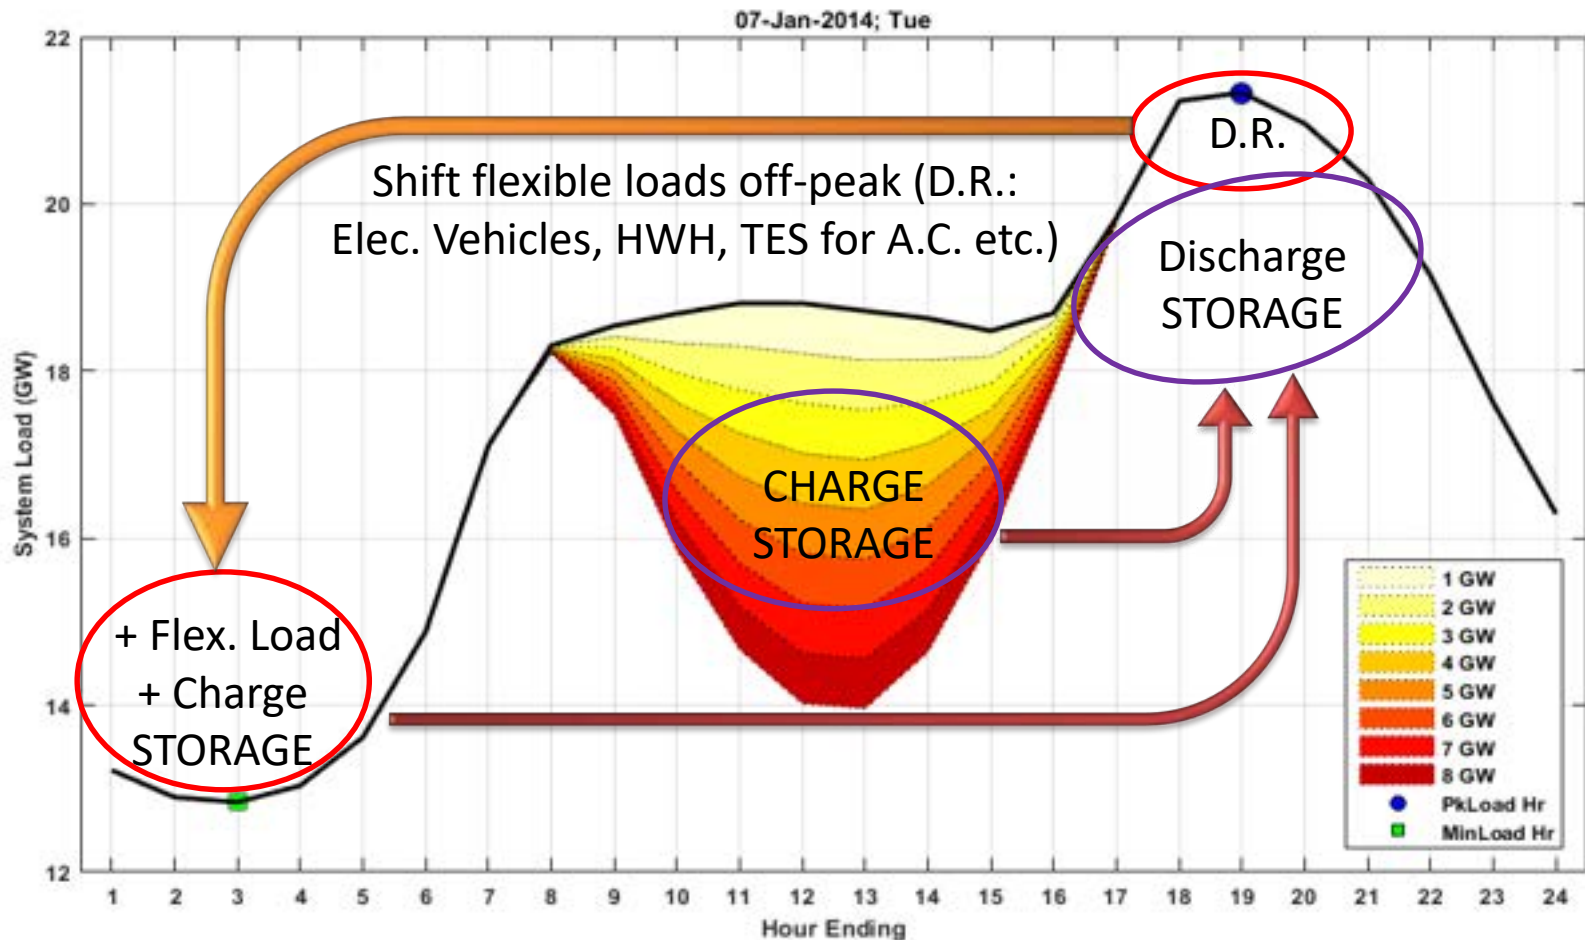 07-Jan-2014; Tue
22
20
18
16
14
12
System Load (GW)
D.R.
Shift flexible loads off-peak (D.R.:
Elec. Vehicles, HWH, TES for A.C. etc.)
Discharge
STORAGE
CHARGE
STORAGE
+ Flex. Load
+ Charge
STORAGE
1 GW
2 GW
3 GW
4 GW
5 GW
6 GW
7 GW
8 GW
PkLoad Hr
MinLoad Hr
1 2 3 4 5 6 7 8 9 10 11 12 13 14 15 16 17 18 19 20 21 22 23 24
Hour Ending